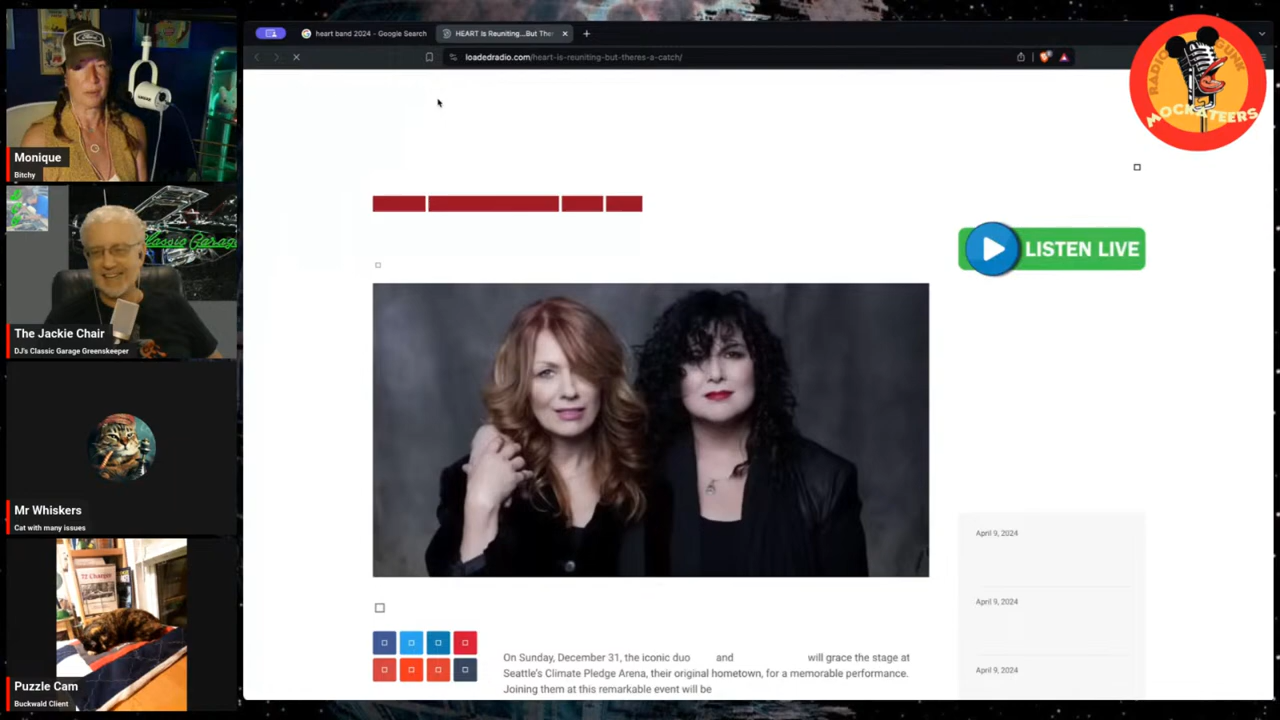 heart band 2024 - Google Search
HEART Is Reuniting...But The
loadedradio.com/heart-is-reuniting-but-theres-a-catch/
RADIO GUNK
MOCKATEERS
Monique
Bitchy
LISTEN LIVE
Classic Garage
The Jackie Chair
DJ's Classic Garage Greenskeeper
Mr Whiskers
Cat with many issues
April 9, 2024
April 9, 2024
April 9, 2024
On Sunday, December 31, the iconic duo and will grace the stage at
Seattle's Climate Pledge Arena, their original hometown, for a memorable performance.
Joining them at this remarkable event will be
Puzzle Cam
Buckwald Client